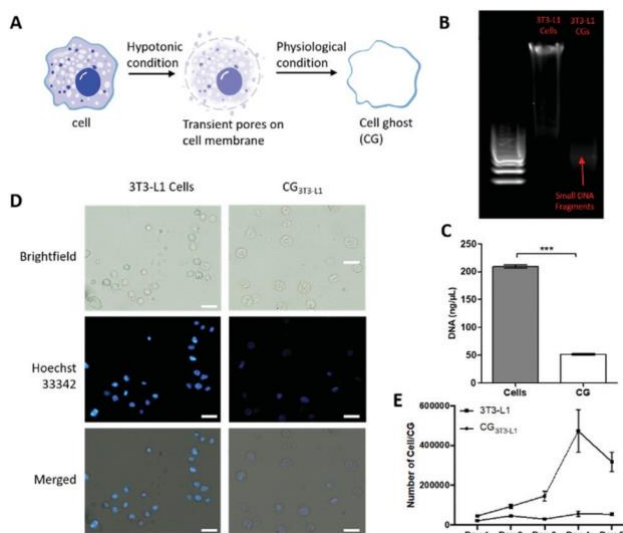 A
Hypotonic
condition
Physiological
condition
cell
Transient pores on
cell membrane
Cell ghost
(CG)
B
3T3-L1
Cells
3T3-L1
CGs
Small DNA
Fragments
C
***
DNA (ng/µL)
250
200
150
100
50
0
Cells
CG
D
3T3-L1 Cells
CG3T3-L1
Brightfield
Hoechst
33342
Merged
E
3T3-L1
CG3T3-L1
Number of Cell/CG
600000
400000
200000
0